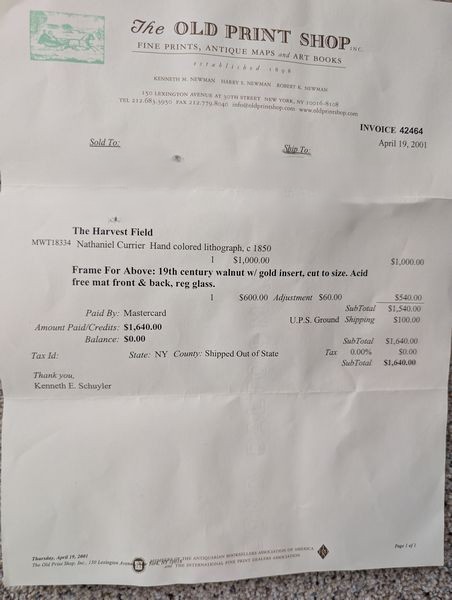 The OLD PRINT SHOP INC.
FINE PRINTS, ANTIQUE MAPS and ART BOOKS
established 1898
KENNETH M. NEWMAN HARRY S. NEWMAN ROBERT K. NEWMAN
150 LEXINGTON AVENUE AT 30TH STREET NEW YORK, NY 10016-8108
TEL 212.683.3950 FAX 212.779.8040 info@oldprintshop.com www.oldprintshop.com
INVOICE 42464
Sold To: Ship To: April 19, 2001
The Harvest Field
MWT18334 Nathaniel Currier Hand colored lithograph, c 1850
1 $1,000.00 $1,000.00
Frame For Above: 19th century walnut w/ gold insert, cut to size. Acid
free mat front & back, reg glass.
1 $600.00 Adjustment $60.00 $540.00
Paid By: Mastercard SubTotal $1,540.00
Amount Paid/Credits: $1,640.00 U.P.S. Ground Shipping $100.00
Balance: $0.00 SubTotal $1,640.00
Tax Id: State: NY County: Shipped Out of State Tax 0.00% $0.00
SubTotal $1,640.00
Thank you,
Kenneth E. Schuyler
Thursday, April 19, 2001 Page 1 of 1
OF THE ANTIQUARIAN BOOKSELLERS ASSOCIATION OF AMERICA
The Old Print Shop, Inc., 150 Lexington York, NY 10016 and THE INTERNATIONAL FINE PRINT DEALERS ASSOCIATION